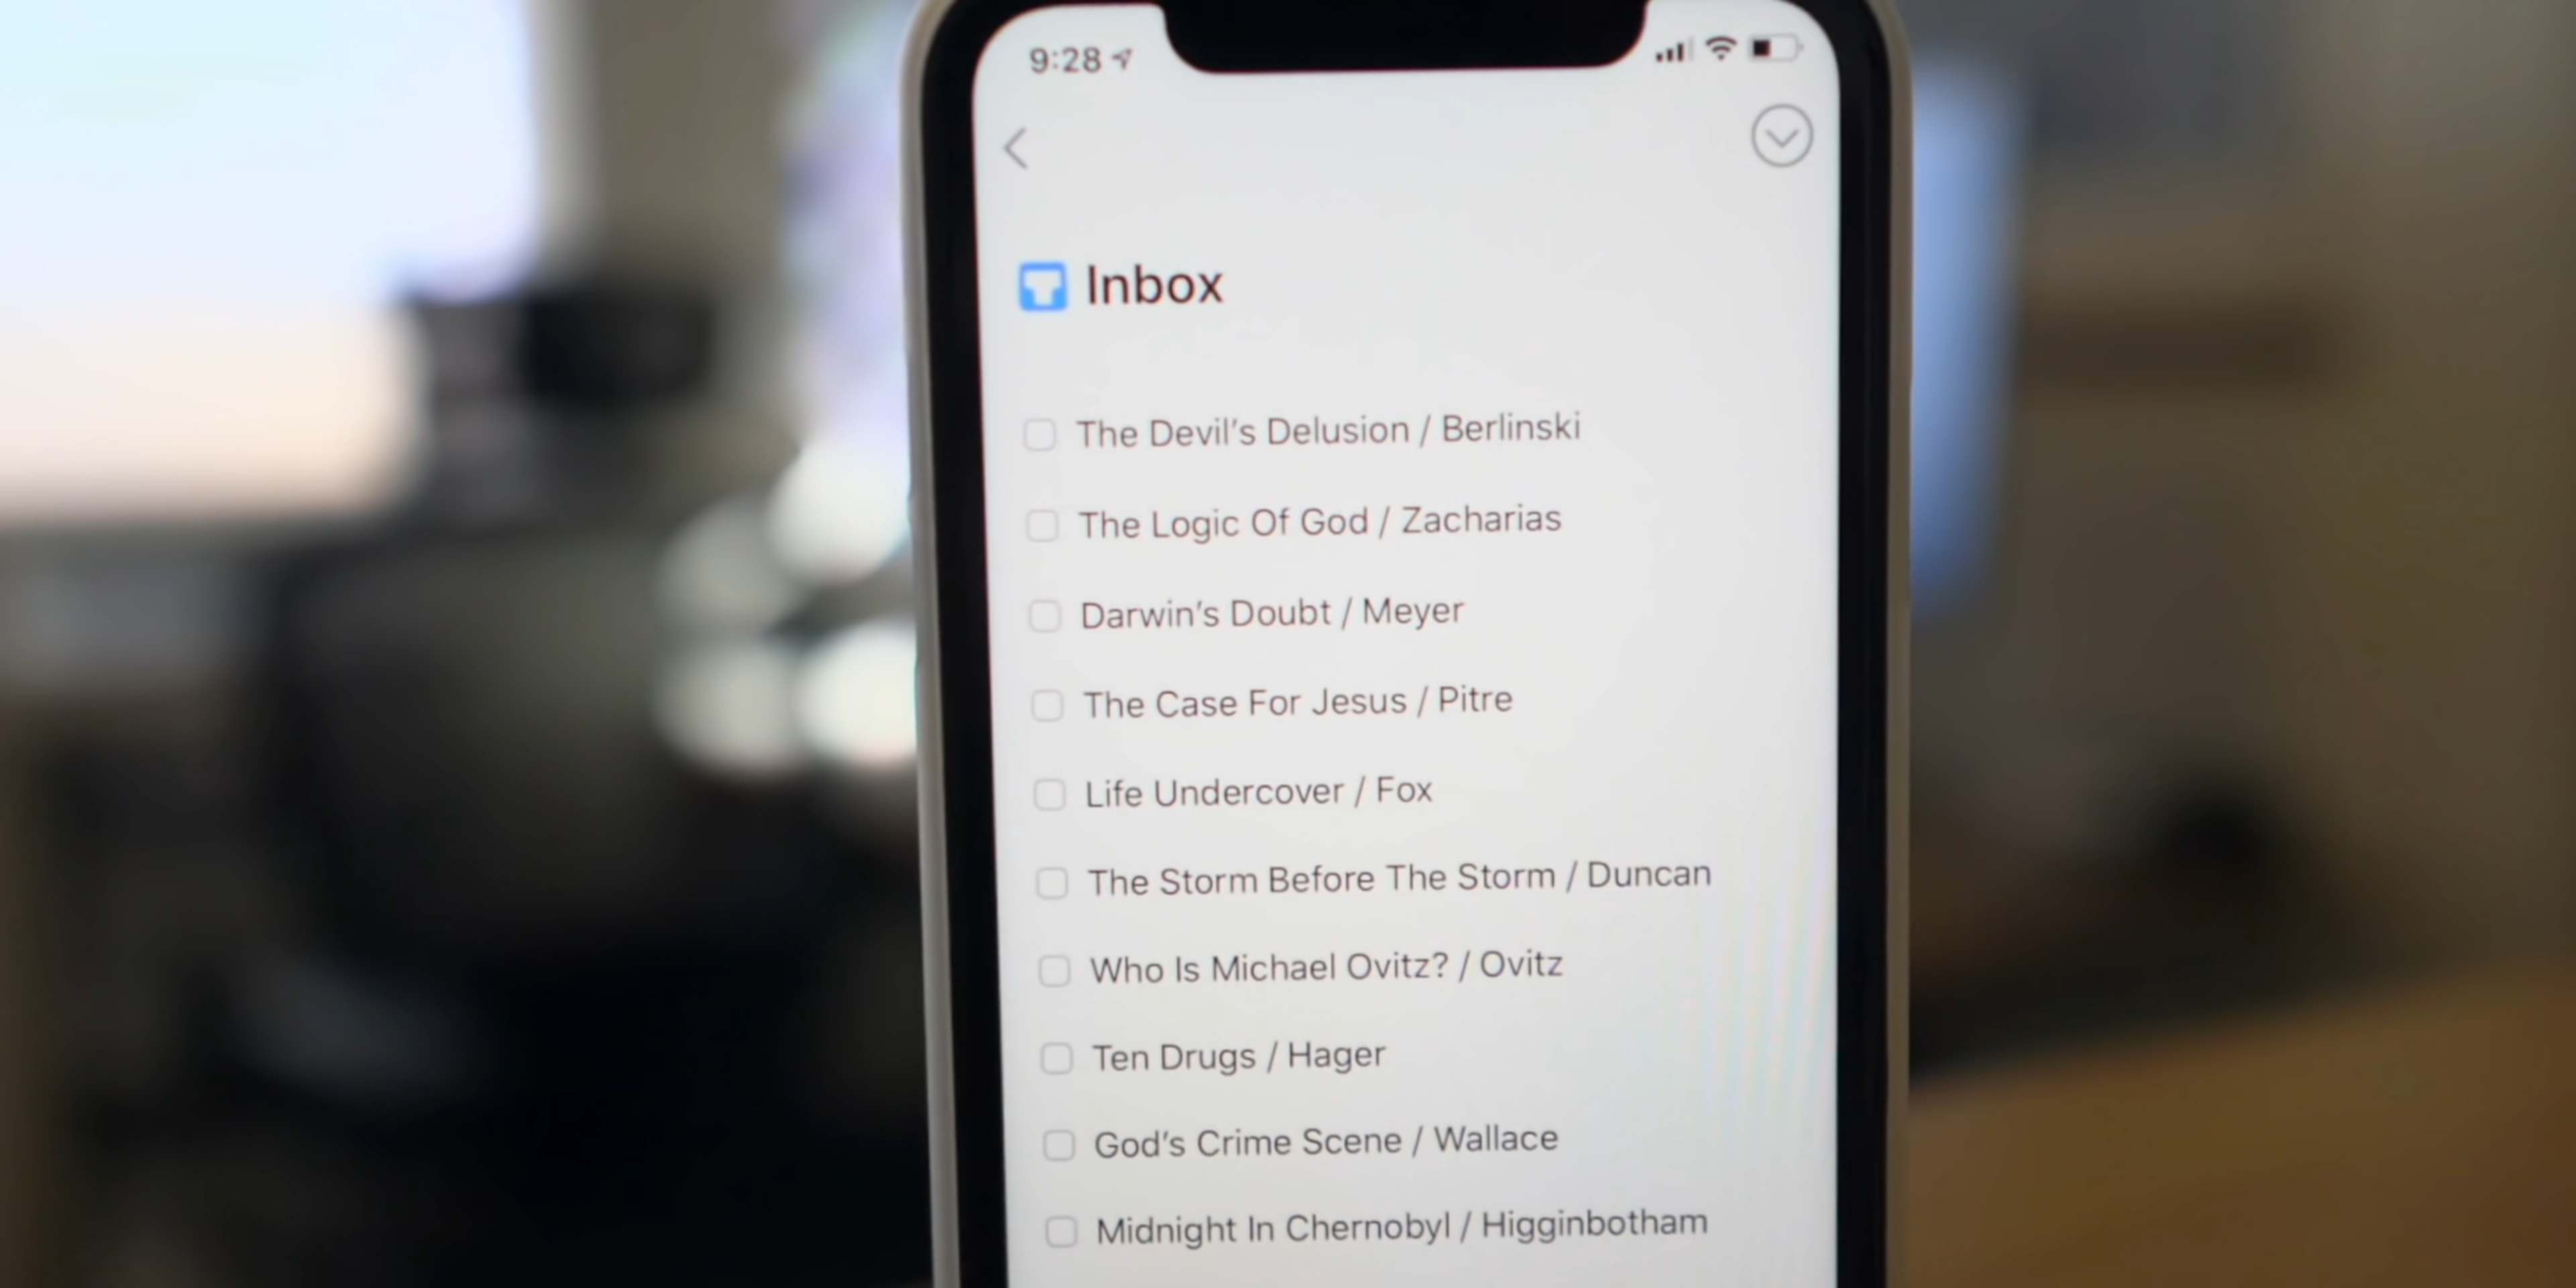 9:28
Inbox
The Devil's Delusion / Berlinski
The Logic Of God / Zacharias
Darwin's Doubt / Meyer
The Case For Jesus / Pitre
Life Undercover / Fox
The Storm Before The Storm / Duncan
Who Is Michael Ovitz? / Ovitz
Ten Drugs / Hager
God's Crime Scene / Wallace
Midnight In Chernobyl / Higginbotham